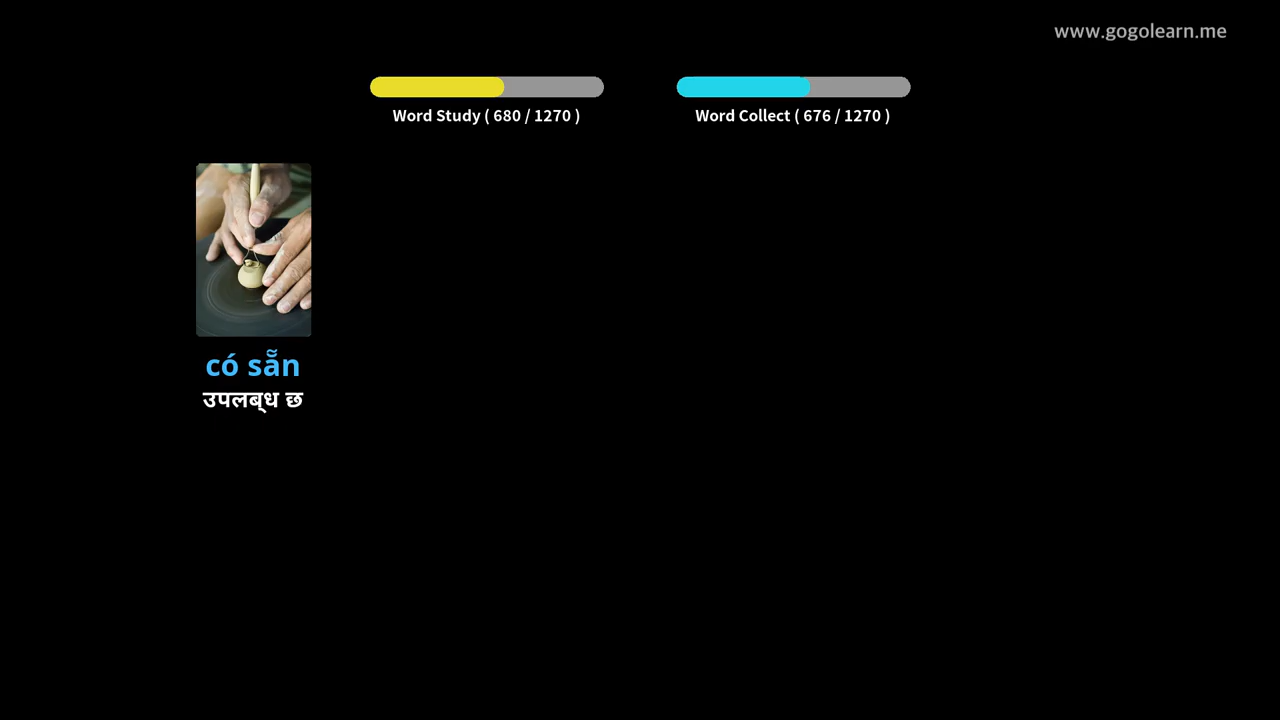 www.gogolearn.me
Word Study ( 680 / 1270 )
Word Collect ( 676 / 1270 )
có sẵn
उपलब्ध छ